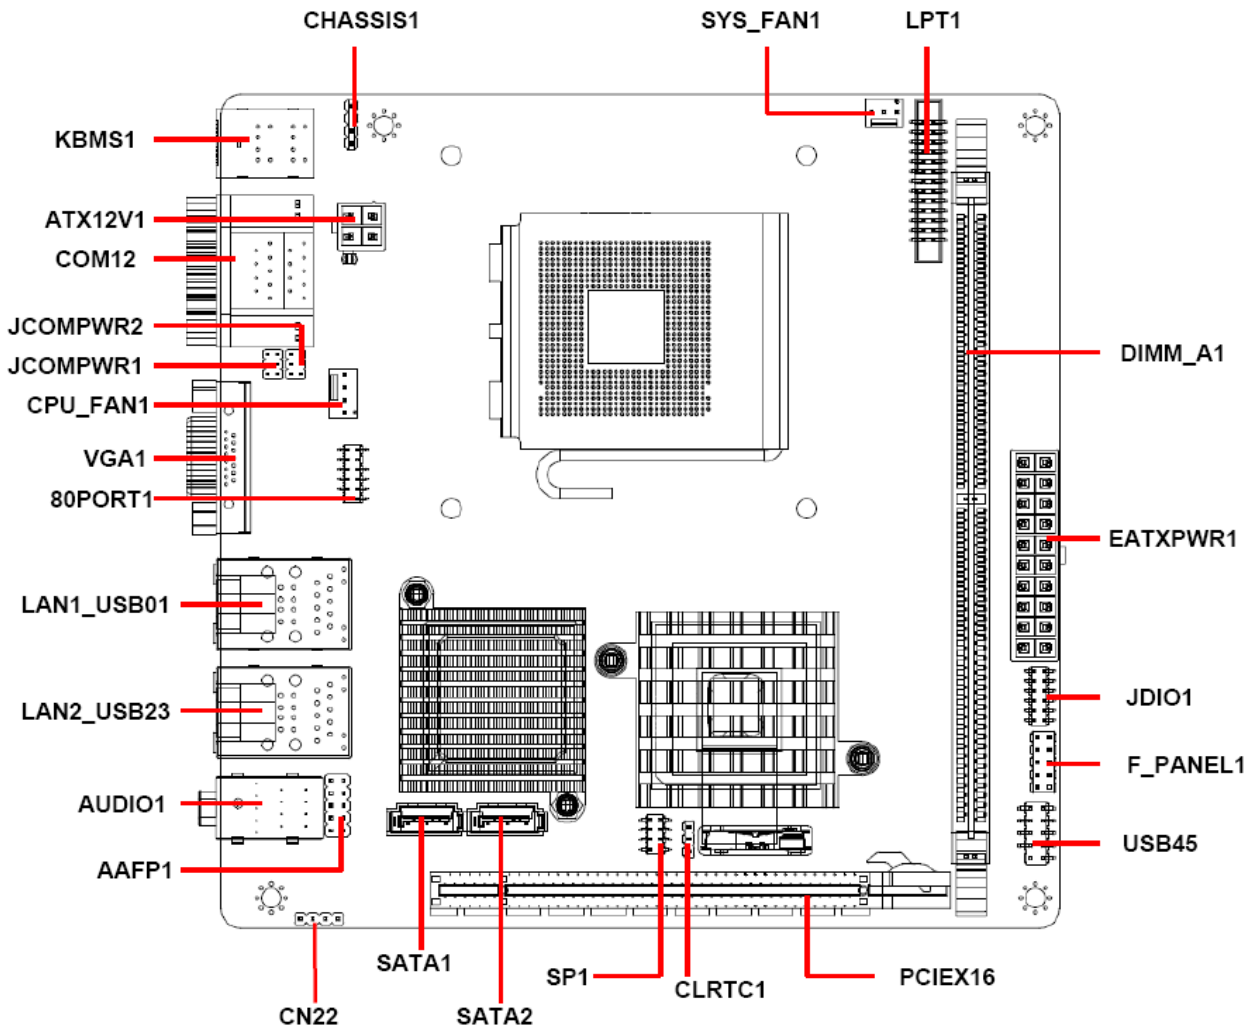 CHASSIS1
SYS_FAN1
LPT1
KBMS1
ATX12V1
COM12
JCOMPWR2
JCOMPWR1
CPU_FAN1
VGA1
80PORT1
LAN1_USB01
LAN2_USB23
AUDIO1
AAFP1
DIMM_A1
EATXPWR1
JDIO1
F_PANEL1
USB45
SATA1
SP1
CLRTC1
PCIEX16
CN22
SATA2